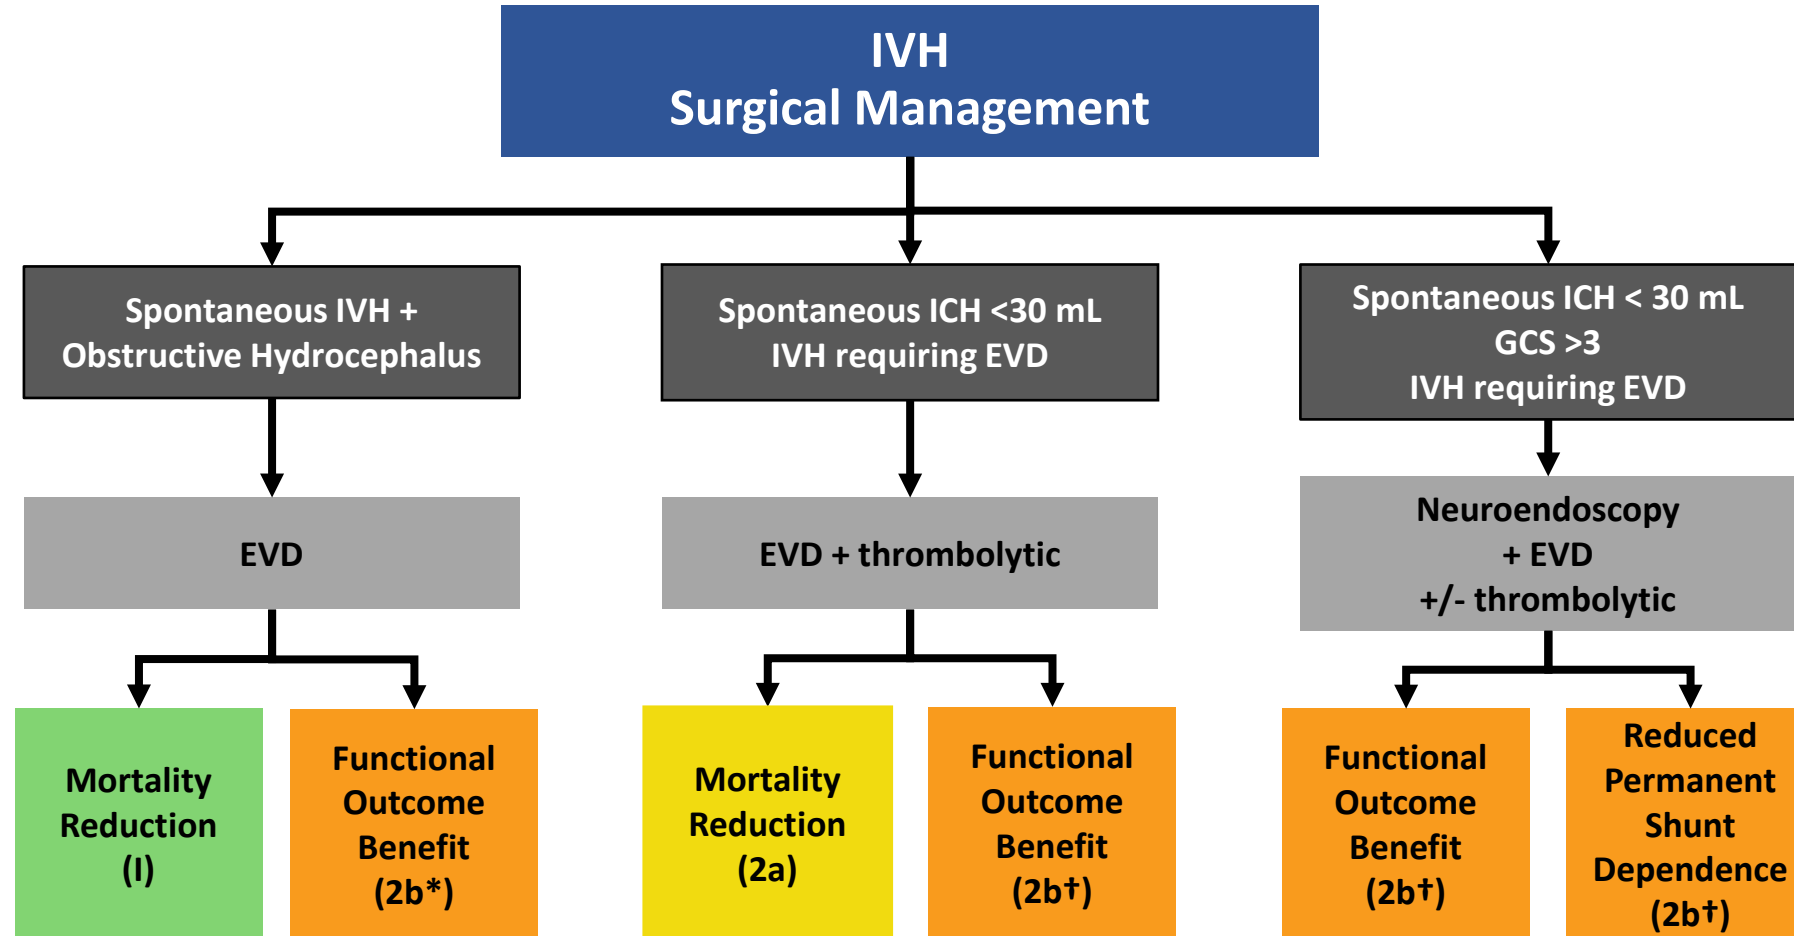 IVH
Surgical Management
Spontaneous IVH +
Obstructive Hydrocephalus
Spontaneous ICH <30 mL
IVH requiring EVD
Spontaneous ICH < 30 mL
GCS >3
IVH requiring EVD
EVD
EVD + thrombolytic
Neuroendoscopy
+ EVD
+/- thrombolytic
Mortality
Reduction
(I)
Functional
Outcome
Benefit
(2b*)
Mortality
Reduction
(2a)
Functional
Outcome
Benefit
(2b†)
Functional
Outcome
Benefit
(2b†)
Reduced
Permanent
Shunt
Dependence
(2b†)